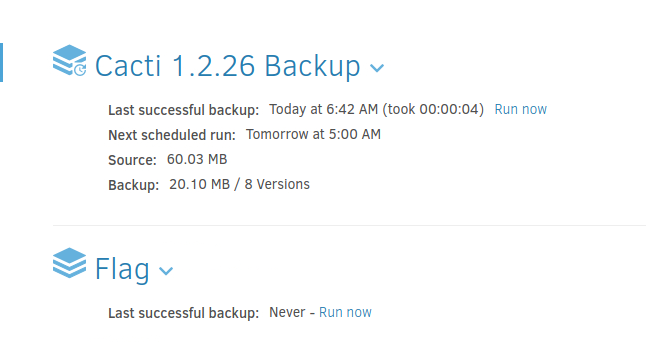 Cacti 1.2.26 Backup
Last successful backup: Today at 6:42 AM (took 00:00:04) Run now
Next scheduled run: Tomorrow at 5:00 AM
Source: 60.03 MB
Backup: 20.10 MB / 8 Versions
Flag
Last successful backup: Never - Run now